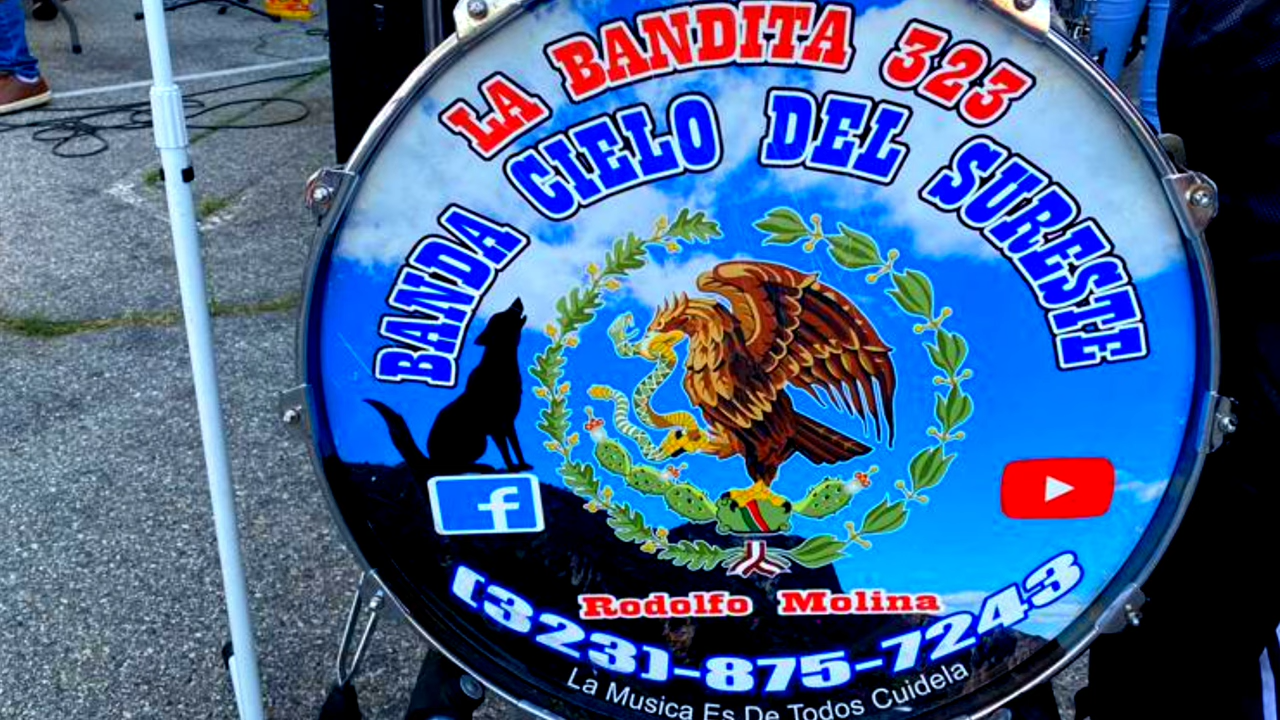 LA BANDITA 323
BANDA CIELO DEL SURESTE
f
Rodolfo Molina
(323)-875-7243
La Musica Es De Todos Cuidela